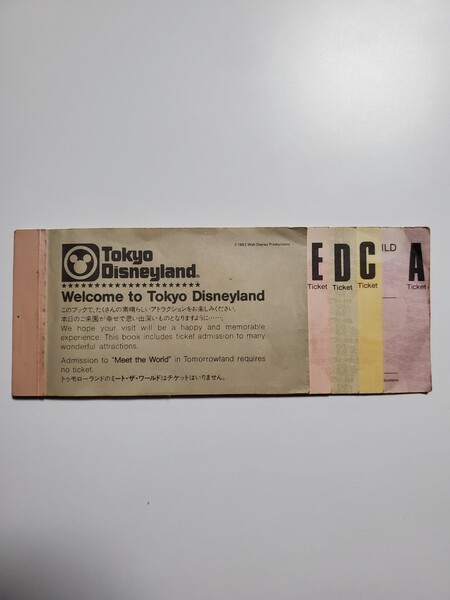 Tokyo
Disneyland®
© 1983 Walt Disney Productions
Welcome to Tokyo Disneyland
このブックで、たくさんの素晴らしいアトラクションをお楽しみください。
本日のご来園が幸せで思い出深いものとなりますように……。
We hope your visit will be a happy and memorable
experience. This book includes ticket admission to many
wonderful attractions.
Admission to "Meet the World" in Tomorrowland requires
no ticket.
トゥモローランドのミート・ザ・ワールドはチケットはいりません。
E
Ticket
D
Ticket
C
Ticket
ILD
A
Ticket